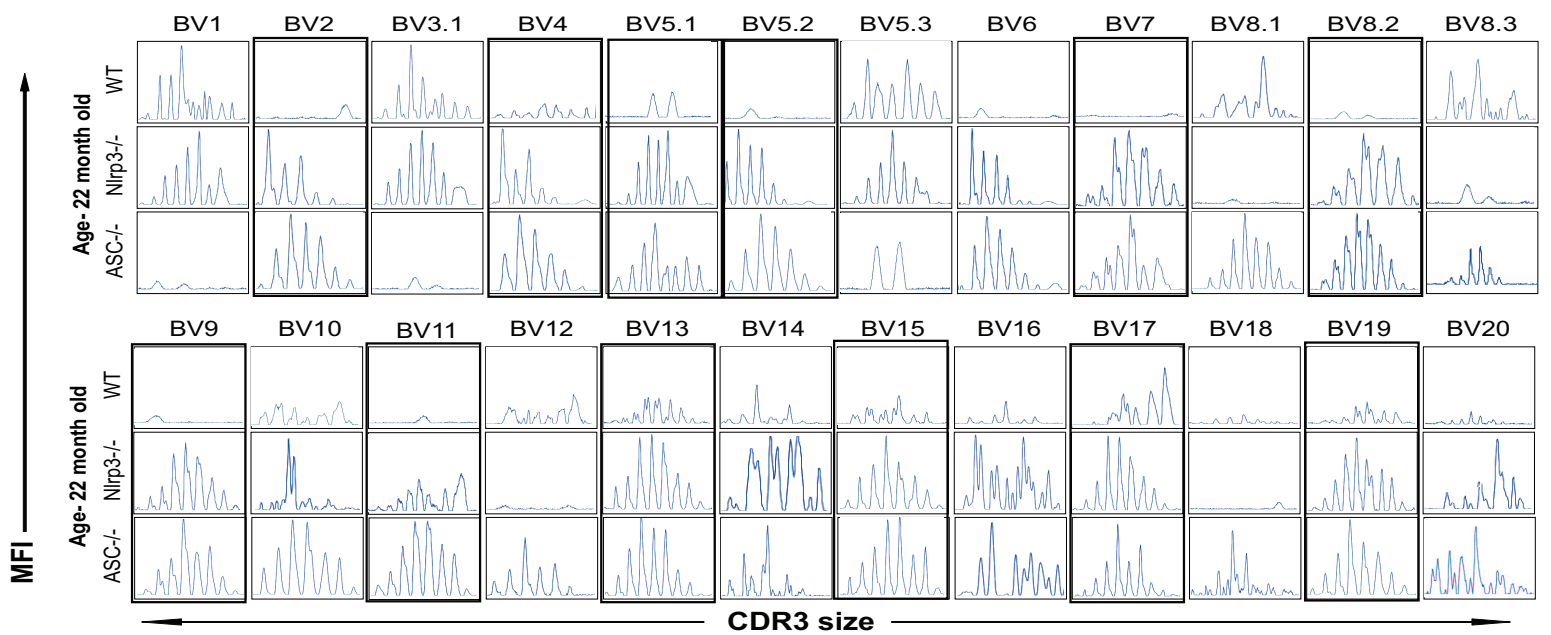 BV1 BV2 BV3.1 BV4 BV5.1 BV5.2 BV5.3 BV6 BV7 BV8.1 BV8.2 BV8.3
Age- 22 month old
WT
Nlrp3-/-
ASC-/-
BV9 BV10 BV11 BV12 BV13 BV14 BV15 BV16 BV17 BV18 BV19 BV20
Age- 22 month old
WT
Nlrp3-/-
ASC-/-
MFI
CDR3 size